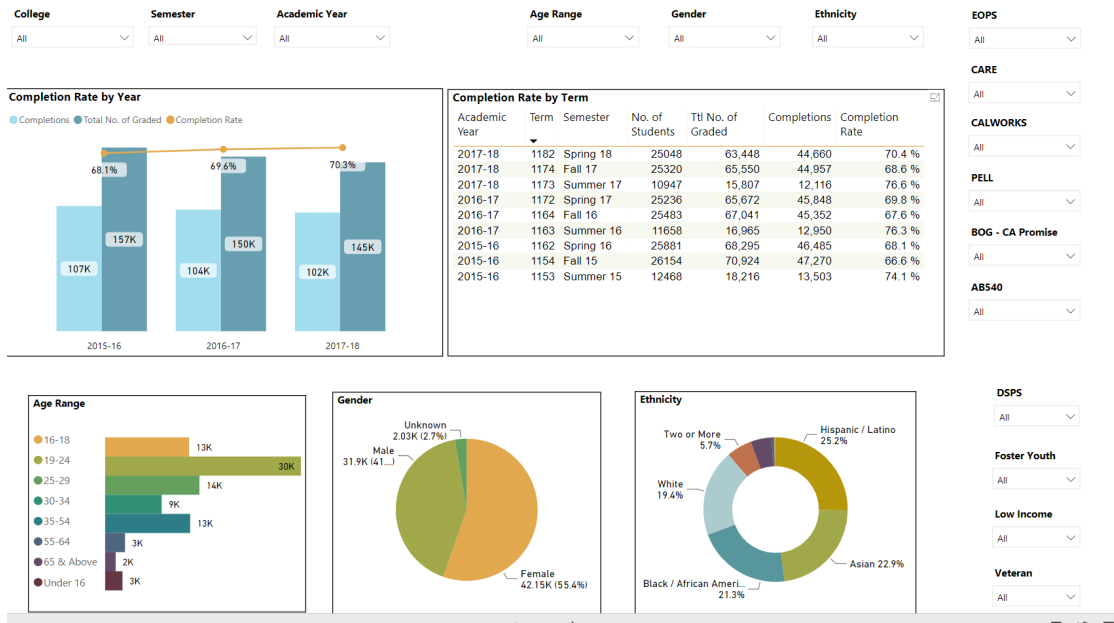 College Semester Academic Year Age Range Gender Ethnicity EOPS
All All All All All All All
CARE
All
CALWORKS
All
PELL
All
BOG - CA Promise
All
AB540
All
Completion Rate by Year
Completions Total No. of Graded Completion Rate
68.1% 69.6% 70.3%
157K 150K 145K
107K 104K 102K
2015-16 2016-17 2017-18
Completion Rate by Term
Academic Year Term Semester No. of Students Ttl No. of Graded Completions Completion Rate
2017-18 1182 Spring 18 25048 63,448 44,660 70.4 %
2017-18 1174 Fall 17 25320 65,550 44,957 68.6 %
2017-18 1173 Summer 17 10947 15,807 12,116 76.6 %
2016-17 1172 Spring 17 25236 65,672 45,848 69.8 %
2016-17 1164 Fall 16 25483 67,041 45,352 67.6 %
2016-17 1163 Summer 16 11658 16,965 12,950 76.3 %
2015-16 1162 Spring 16 25881 68,295 46,485 68.1 %
2015-16 1154 Fall 15 26154 70,924 47,270 66.6 %
2015-16 1153 Summer 15 12468 18,216 13,503 74.1 %
Age Range
16-18 13K
19-24 30K
25-29 14K
30-34 9K
35-54 13K
55-64 3K
65 & Above 2K
Under 16 3K
Gender
Unknown
2.03K (2.7%)
Male
31.9K (41...)
Female
42.15K (55.4%)
Ethnicity
Two or More
5.7%
Hispanic / Latino
25.2%
White
19.4%
Asian 22.9%
Black / African Ameri...
21.3%
DSPS
All
Foster Youth
All
Low Income
All
Veteran
All